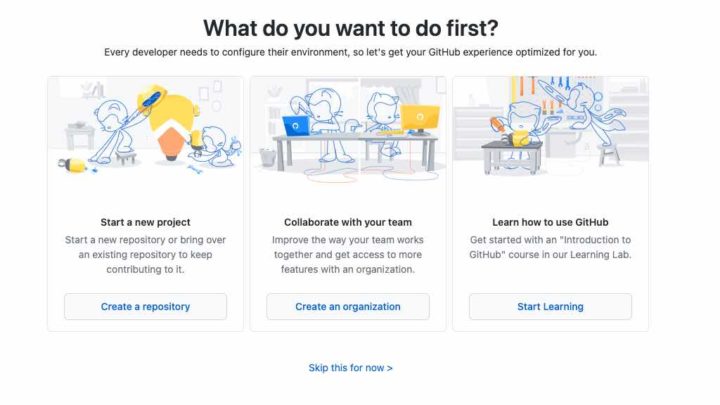 What do you want to do first?
Every developer needs to configure their environment, so let's get your GitHub experience optimized for you.
Start a new project
Start a new repository or bring over
an existing repository to keep
contributing to it.
Create a repository
Collaborate with your team
Improve the way your team works
together and get access to more
features with an organization.
Create an organization
Learn how to use GitHub
Get started with an "Introduction to
GitHub" course in our Learning Lab.
Start Learning
Skip this for now >